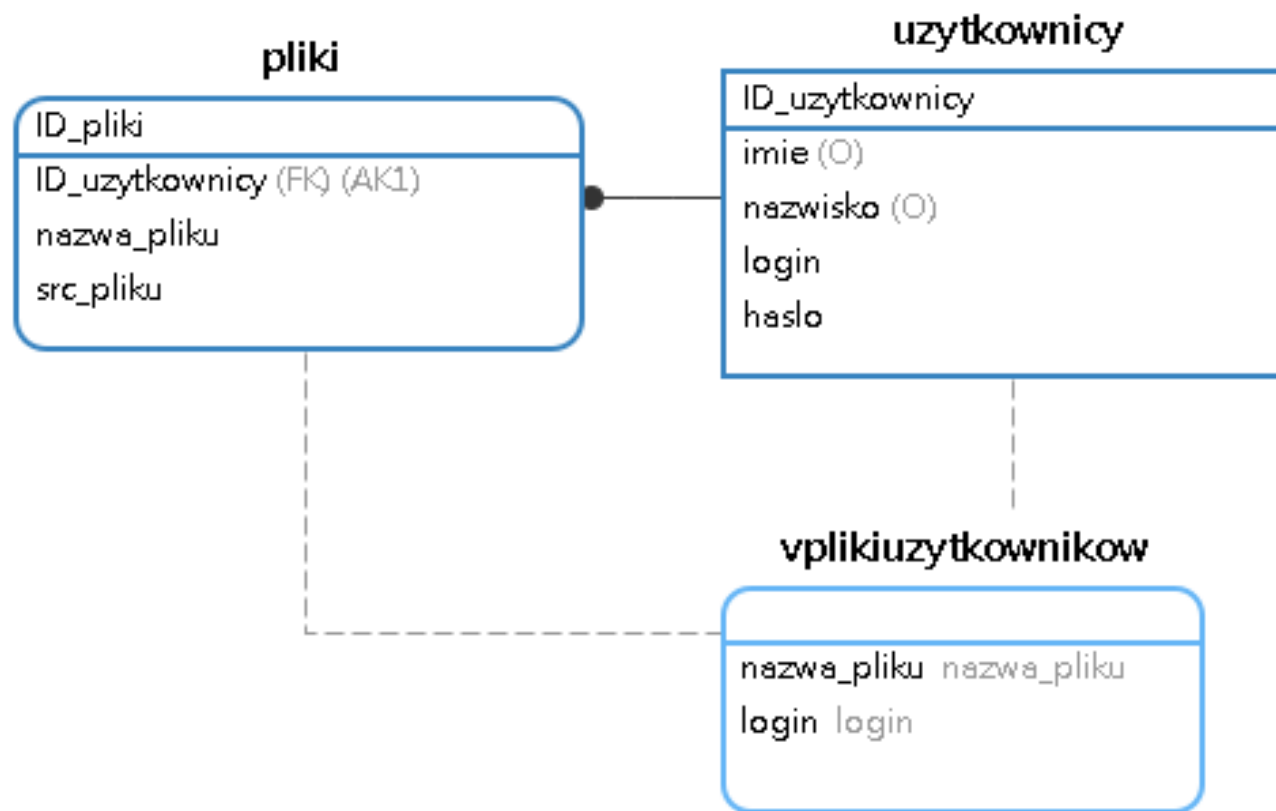 pliki
ID_pliki
ID_uzytkownicy (FK) (AK1)
nazwa_pliku
src_pliku
uzytkownicy
ID_uzytkownicy
imie (O)
nazwisko (O)
login
haslo
vplikiuzytkownikow
nazwa_pliku nazwa_pliku
login login